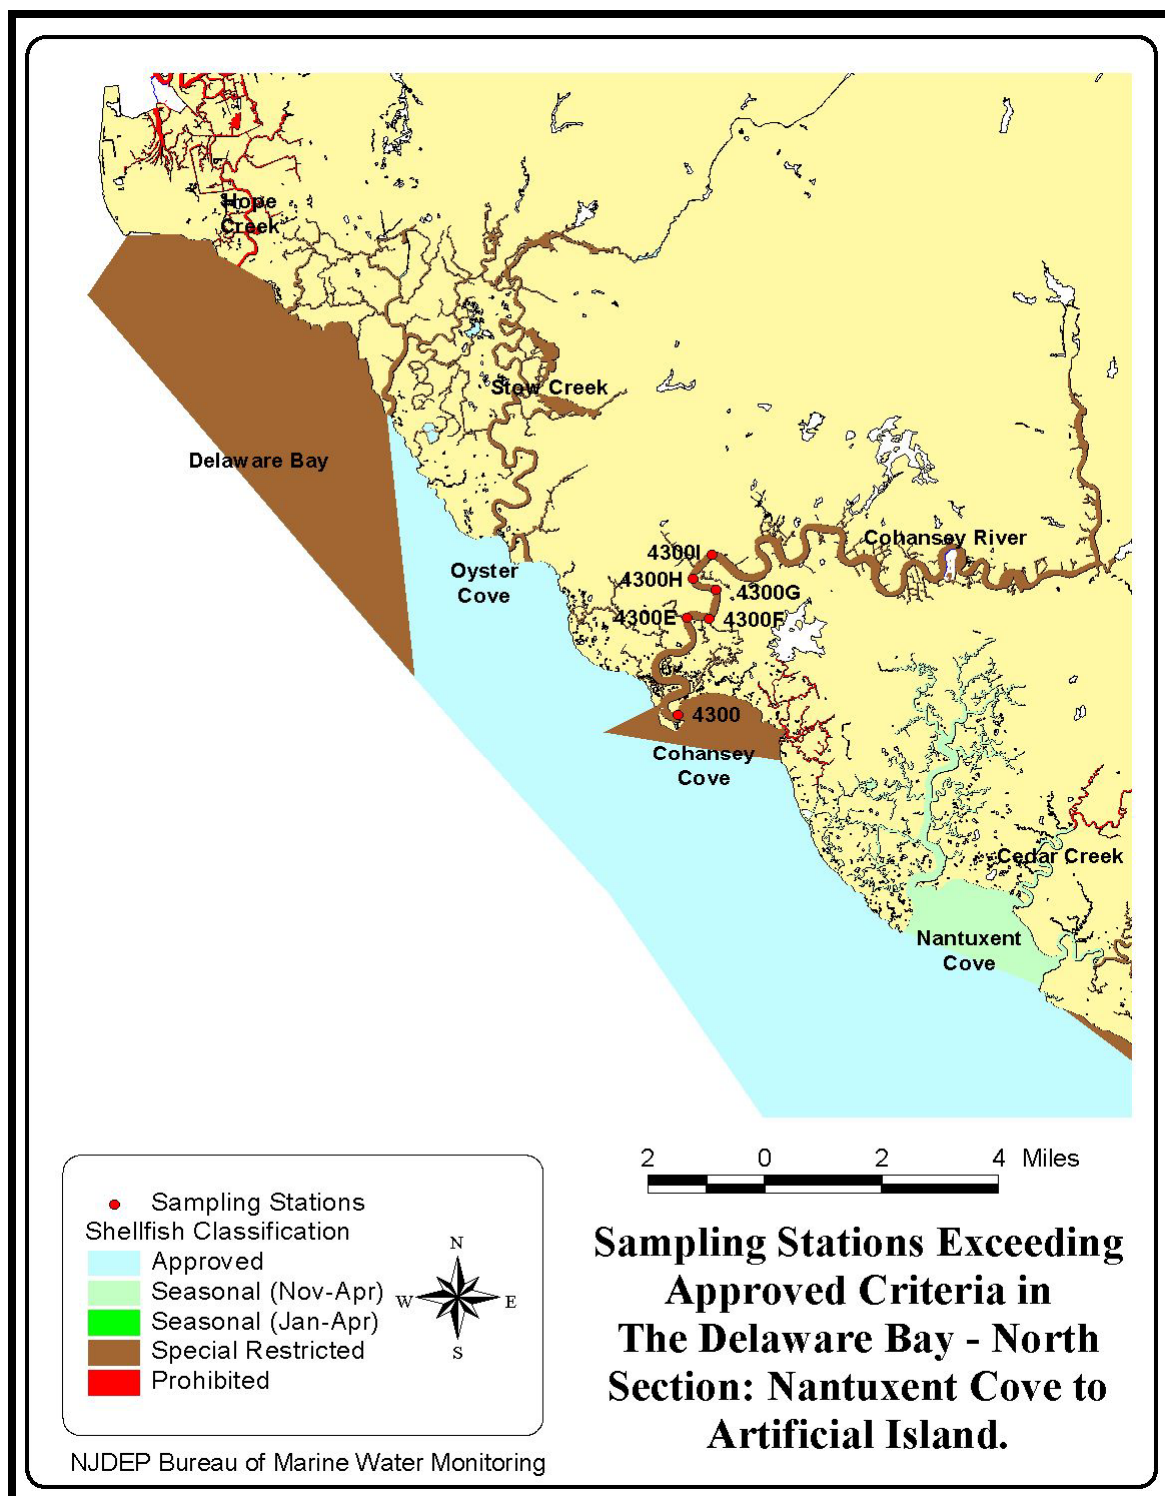 Hope
Creek
Stow Creek
Delaware Bay
Cohansey River
4300I
Oyster
Cove
4300H
4300G
4300E
4300F
4300
Cohansey
Cove
Cedar Creek
Nantuxent
Cove
2 0 2 4 Miles
Sampling Stations
Shellfish Classification
Approved
Seasonal (Nov-Apr)
Seasonal (Jan-Apr)
Special Restricted
Prohibited
N
W E
S
Sampling Stations Exceeding
Approved Criteria in
The Delaware Bay - North
Section: Nantuxent Cove to
Artificial Island.
NJDEP Bureau of Marine Water Monitoring